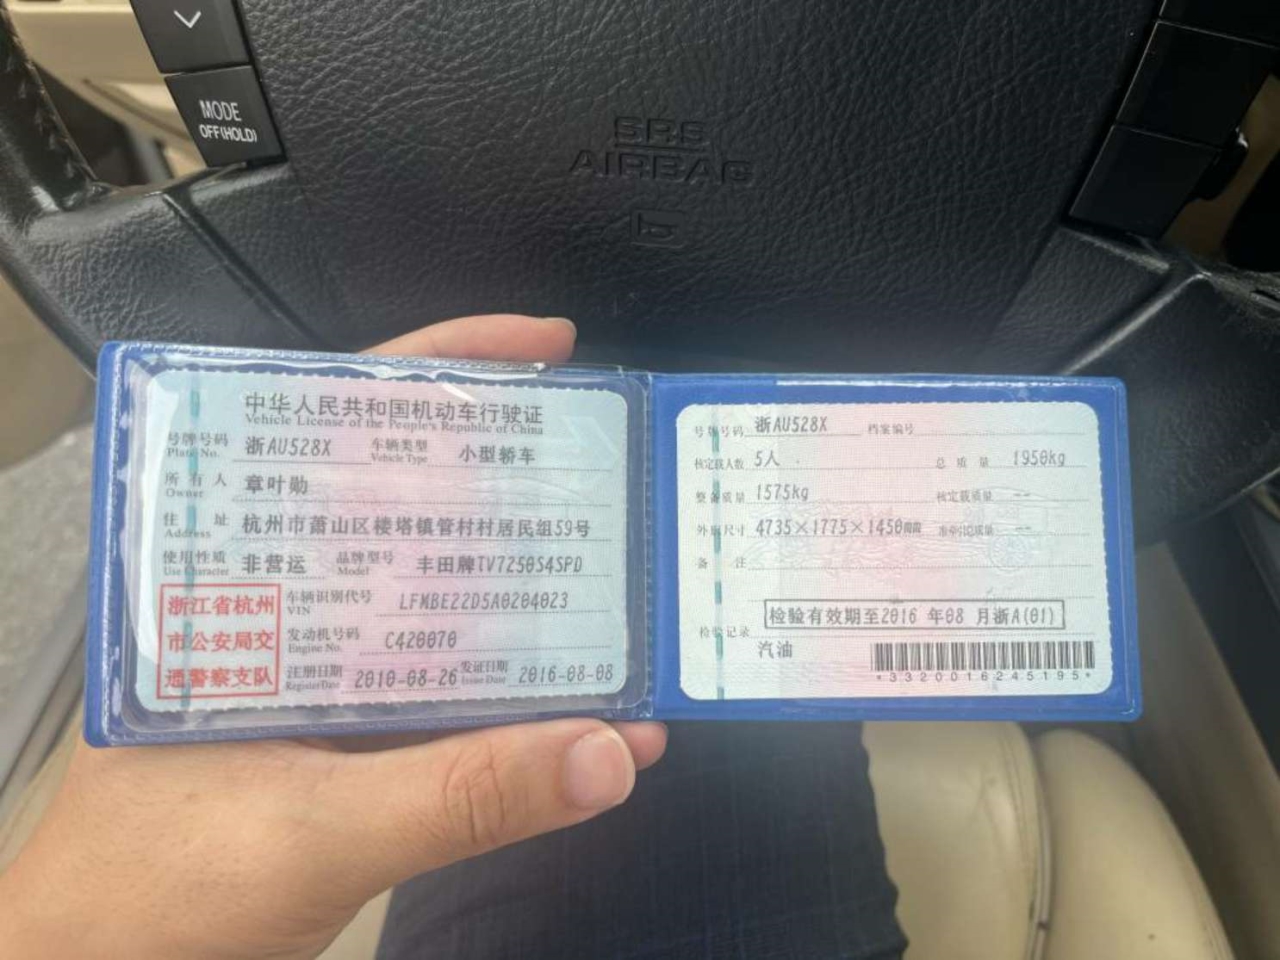 MODE
OFF(HOLD)
SRS
AIRBAG
中华人民共和国机动车行驶证
Vehicle License of the People's Republic of China
号牌号码 浙AU528X 车辆类型 小型轿车
Plate No. Vehicle Type
所有人 章叶勋
Owner
住址 杭州市萧山区楼塔镇管村村居民组59号
Address
使用性质 非营运 品牌型号 丰田牌TV7250S4SPD
Use Character Model
浙江省杭州
市公安局交
通警察支队
车辆识别代号 LFMBE22D5A0204023
VIN
发动机号码 C420070
Engine No.
注册日期 2010-08-26 发证日期 2016-08-08
Register Date Issue Date
号牌号码 浙AU528X 档案编号
核定载人数 5人 总质量 1950kg
整备质量 1575kg 核定载质量 --
外廓尺寸 4735×1775×1450mm 准牵引总质量 --
备注
检验有效期至2016 年08 月浙A(01)
检验记录
汽油
*3320016245195*